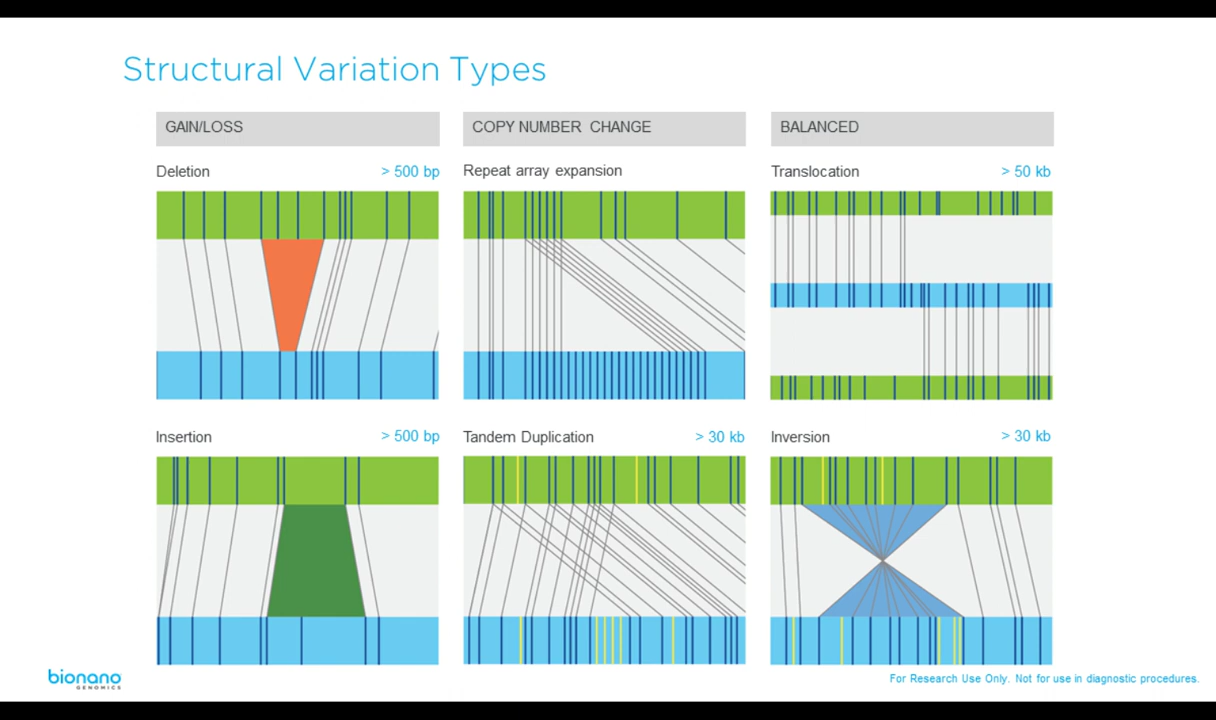 Structural Variation Types
GAIN/LOSS
COPY NUMBER CHANGE
BALANCED
Deletion > 500 bp
Repeat array expansion
Translocation > 50 kb
Insertion > 500 bp
Tandem Duplication > 30 kb
Inversion > 30 kb
bionano
GENOMICS
For Research Use Only. Not for use in diagnostic procedures.